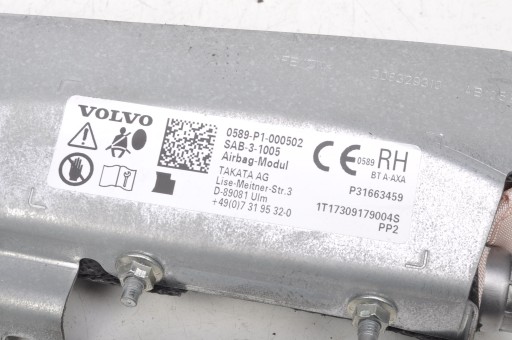 VOLVO
0589-P1-000502
SAB-3-1005
Airbag-Modul
TAKATA AG
Lise-Meitner-Str.3
D-89081 Ulm
+49(0)7 31 95 32-0
CE 0589 RH
BT A-AXA
P31663459
1T17309179004S
PP2